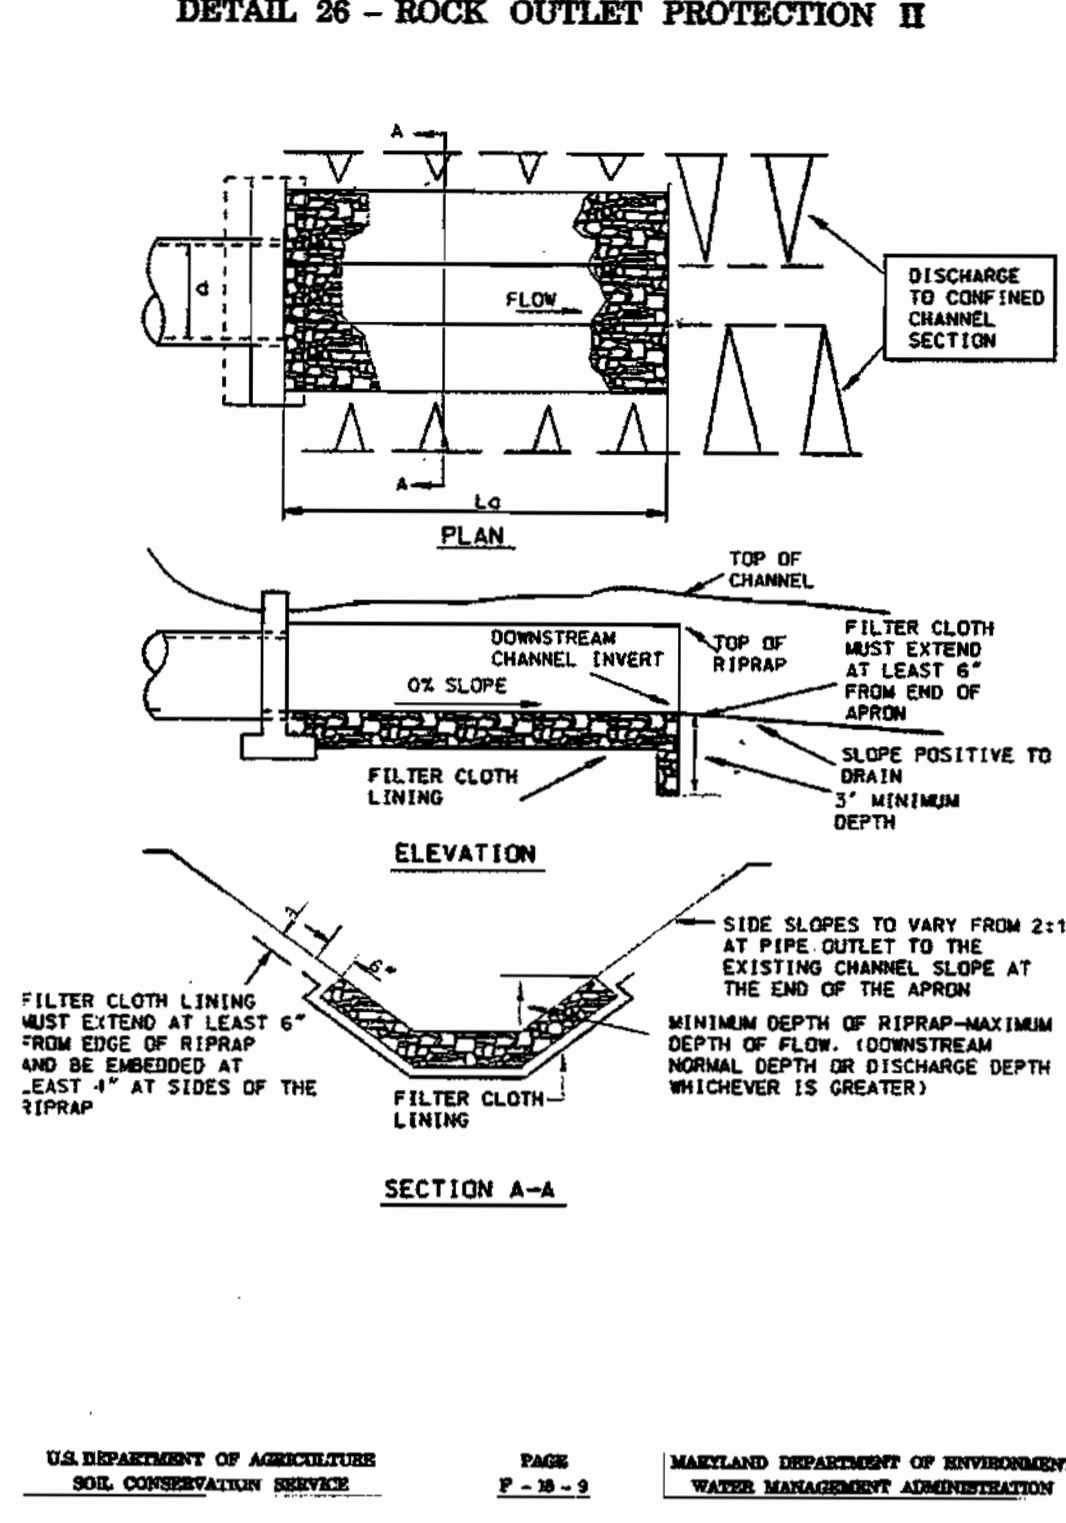 DETAIL 26 - ROCK OUTLET PROTECTION II
A
d
FLOW
DISCHARGE
TO CONFINED
CHANNEL
SECTION
A
La
PLAN
TOP OF
CHANNEL
DOWNSTREAM
CHANNEL INVERT
TOP OF
RIPRAP
FILTER CLOTH
MUST EXTEND
AT LEAST 6"
FROM END OF
APRON
0% SLOPE
FILTER CLOTH
LINING
SLOPE POSITIVE TO
DRAIN
3' MINIMUM
DEPTH
ELEVATION
6"
SIDE SLOPES TO VARY FROM 2:1
AT PIPE OUTLET TO THE
EXISTING CHANNEL SLOPE AT
THE END OF THE APRON
FILTER CLOTH LINING
MUST EXTEND AT LEAST 6"
FROM EDGE OF RIPRAP
AND BE EMBEDDED AT
LEAST 4" AT SIDES OF THE
RIPRAP
MINIMUM DEPTH OF RIPRAP-MAXIMUM
DEPTH OF FLOW. (DOWNSTREAM
NORMAL DEPTH OR DISCHARGE DEPTH
WHICHEVER IS GREATER)
FILTER CLOTH
LINING
SECTION A-A
U.S. DEPARTMENT OF AGRICULTURE
SOIL CONSERVATION SERVICE
PAGE
F - 18 - 9
MARYLAND DEPARTMENT OF ENVIRONMENT
WATER MANAGEMENT ADMINISTRATION